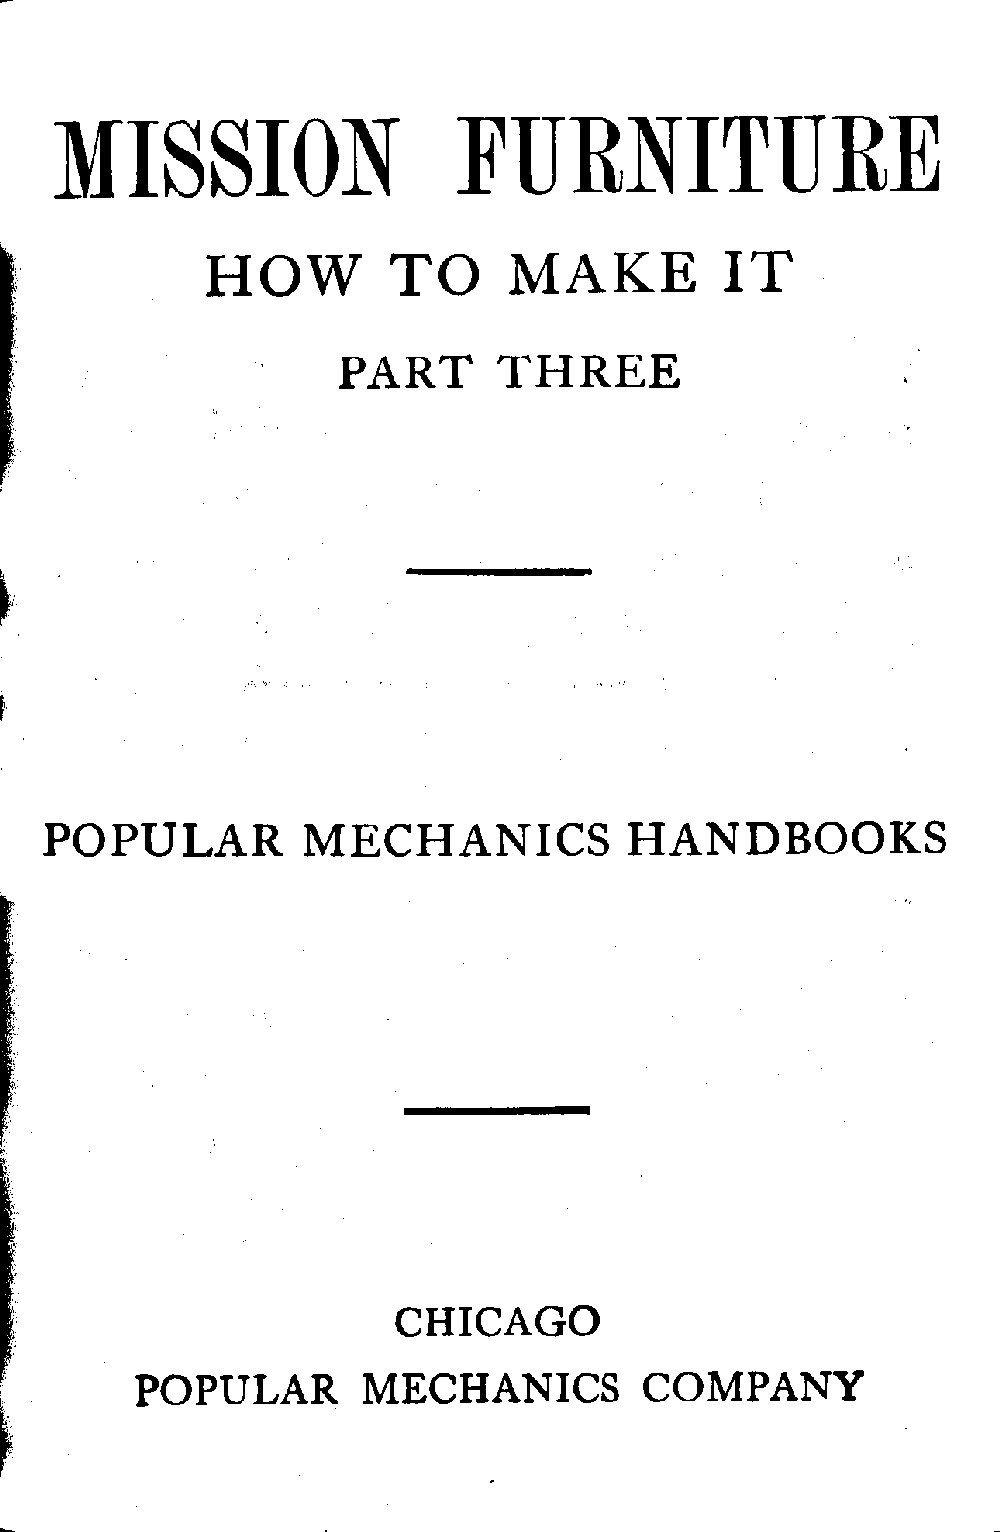 MISSION FURNITURE
HOW TO MAKE IT
PART THREE
POPULAR MECHANICS HANDBOOKS
CHICAGO
POPULAR MECHANICS COMPANY